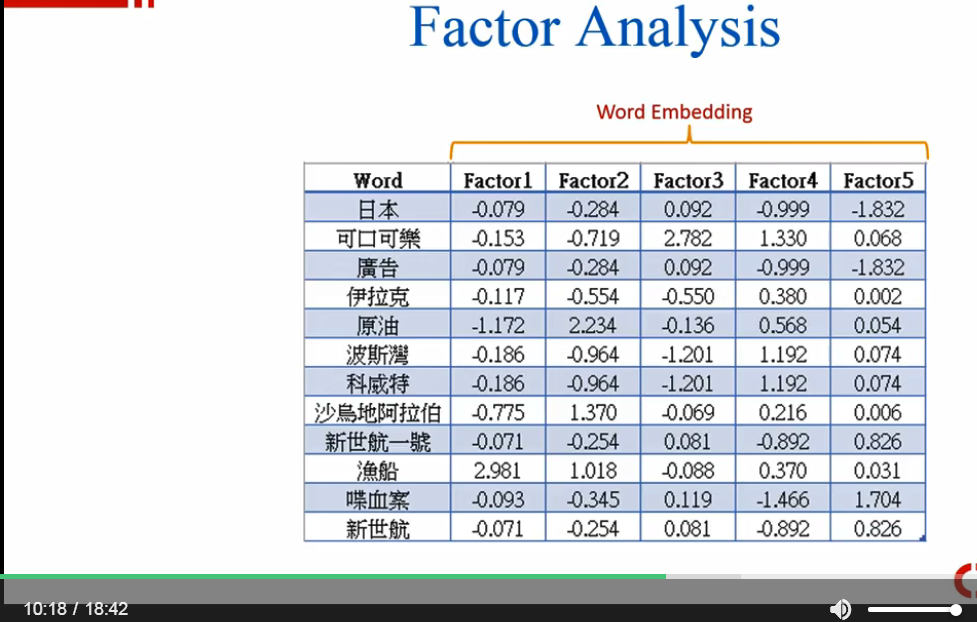 Factor Analysis
Word Embedding
Word Factor1 Factor2 Factor3 Factor4 Factor5
日本 -0.079 -0.284 0.092 -0.999 -1.832
可口可樂 -0.153 -0.719 2.782 1.330 0.068
廣告 -0.079 -0.284 0.092 -0.999 -1.832
伊拉克 -0.117 -0.554 -0.550 0.380 0.002
原油 -1.172 2.234 -0.136 0.568 0.054
波斯灣 -0.186 -0.964 -1.201 1.192 0.074
科威特 -0.186 -0.964 -1.201 1.192 0.074
沙烏地阿拉伯 -0.775 1.370 -0.069 0.216 0.006
新世航一號 -0.071 -0.254 0.081 -0.892 0.826
漁船 2.981 1.018 -0.088 0.370 0.031
喋血案 -0.093 -0.345 0.119 -1.466 1.704
新世航 -0.071 -0.254 0.081 -0.892 0.826
10:18 / 18:42